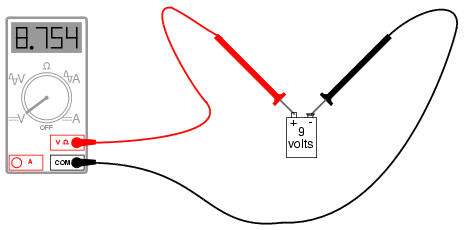 8.754
Ω
V A
V A
OFF
V Ω
A
COM
+ -
9
volts